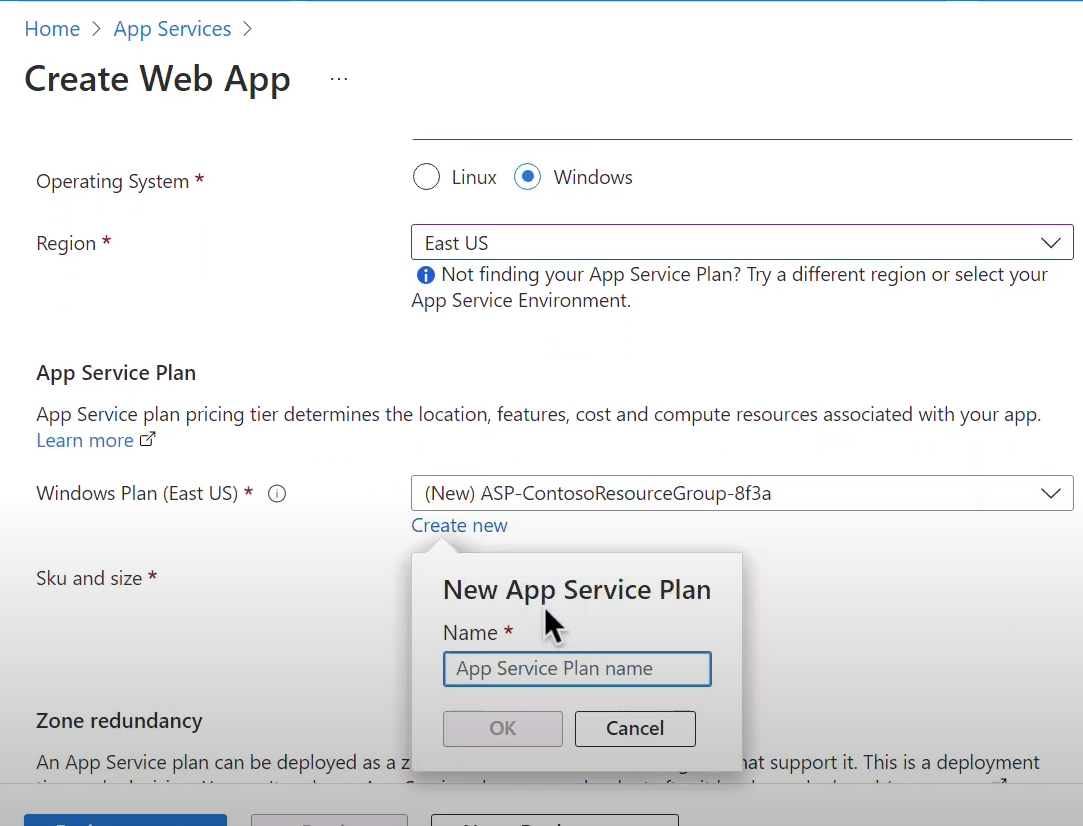 Home > App Services >
Create Web App ...
Operating System * Linux Windows
Region * East US
Not finding your App Service Plan? Try a different region or select your
App Service Environment.
App Service Plan
App Service plan pricing tier determines the location, features, cost and compute resources associated with your app.
Learn more
Windows Plan (East US) * (New) ASP-ContosoResourceGroup-8f3a
Create new
Sku and size *
New App Service Plan
Name *
App Service Plan name
OK Cancel
Zone redundancy
An App Service plan can be deployed as a z hat support it. This is a deployment